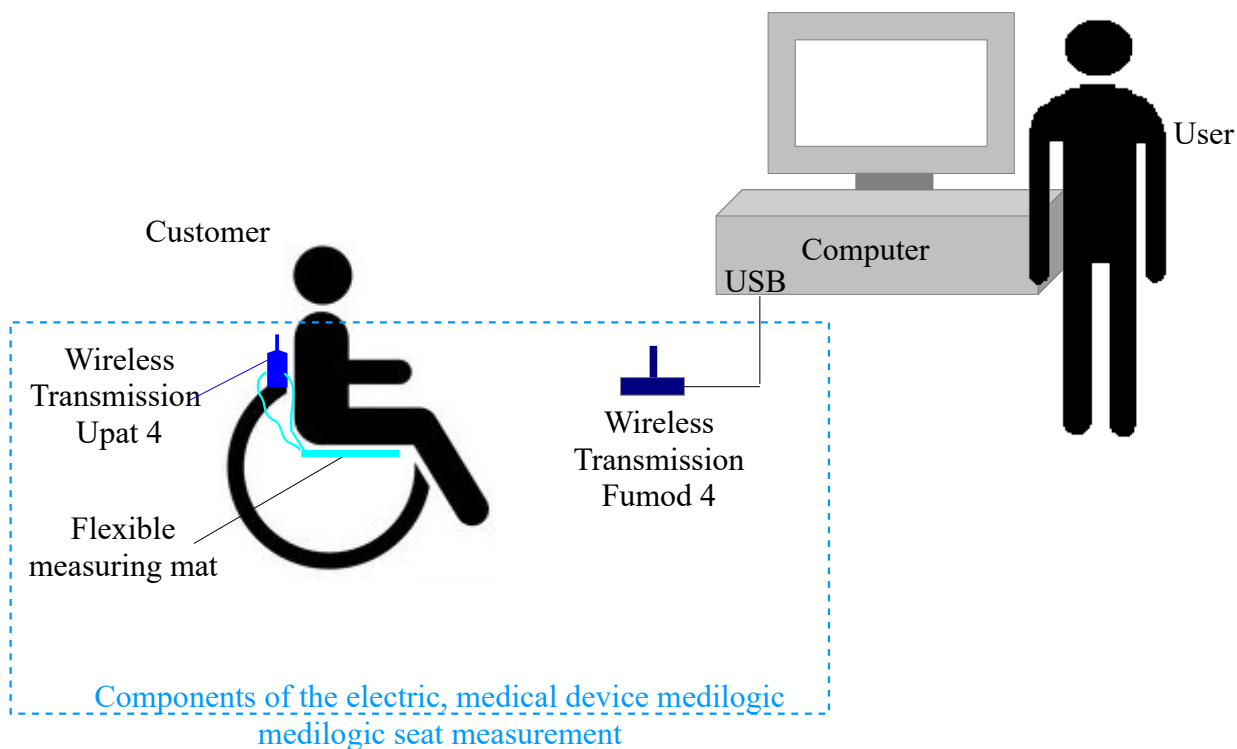 User
Customer
Computer
USB
Wireless
Transmission
Upat 4
Wireless
Transmission
Fumod 4
Flexible
measuring mat
Components of the electric, medical device medilogic
medilogic seat measurement